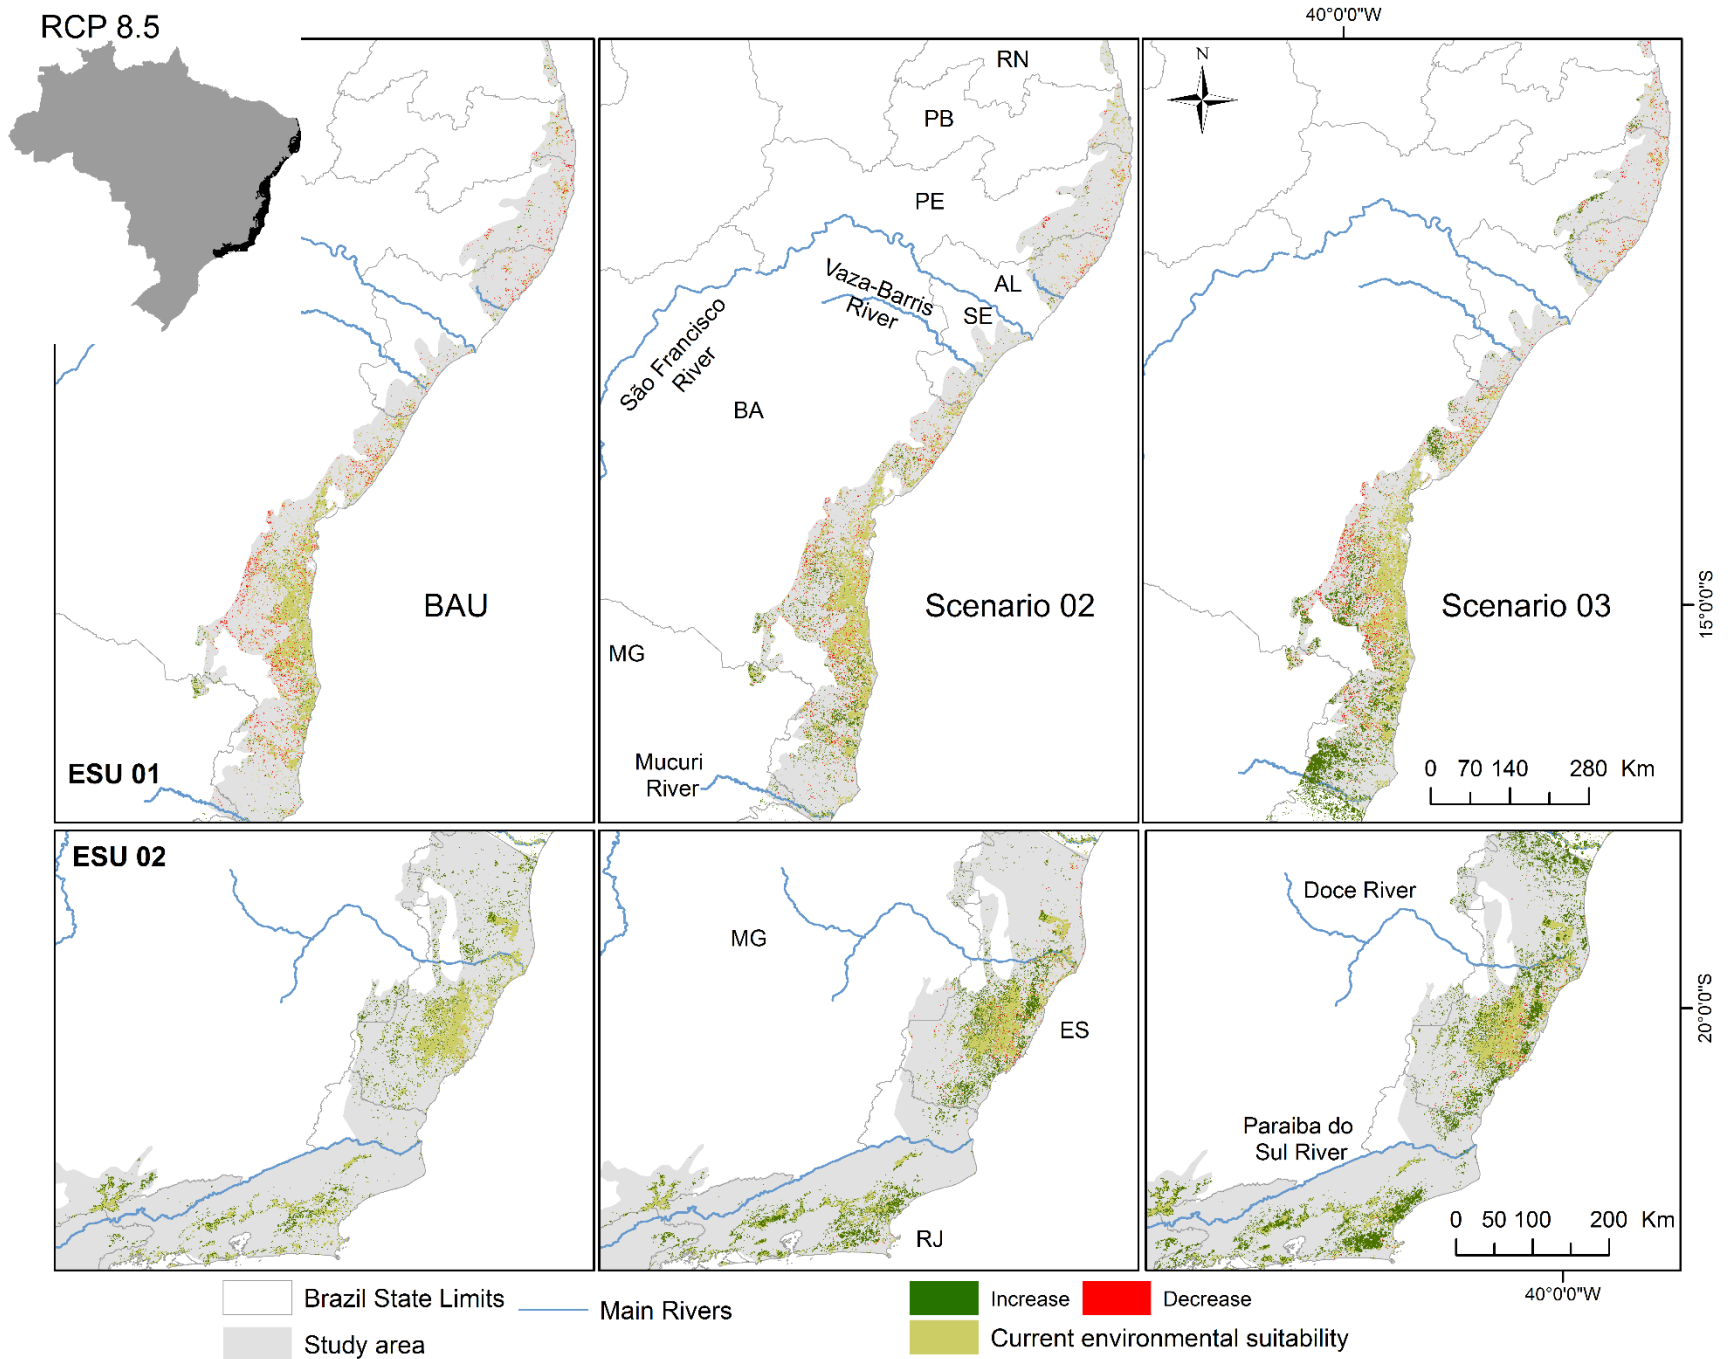 RCP 8.5
40°0'0"W
N
RN
PB
PE
AL
SE
Vaza-Barris
River
São Francisco
River
BA
BAU
Scenario 02
Scenario 03
15°0'0"S
MG
Mucuri
River
ESU 01
0 70 140 280 Km
ESU 02
MG
Doce River
20°0'0"S
ES
Paraiba do
Sul River
RJ
0 50 100 200 Km
40°0'0"W
Brazil State Limits
Main Rivers
Increase
Decrease
Study area
Current environmental suitability